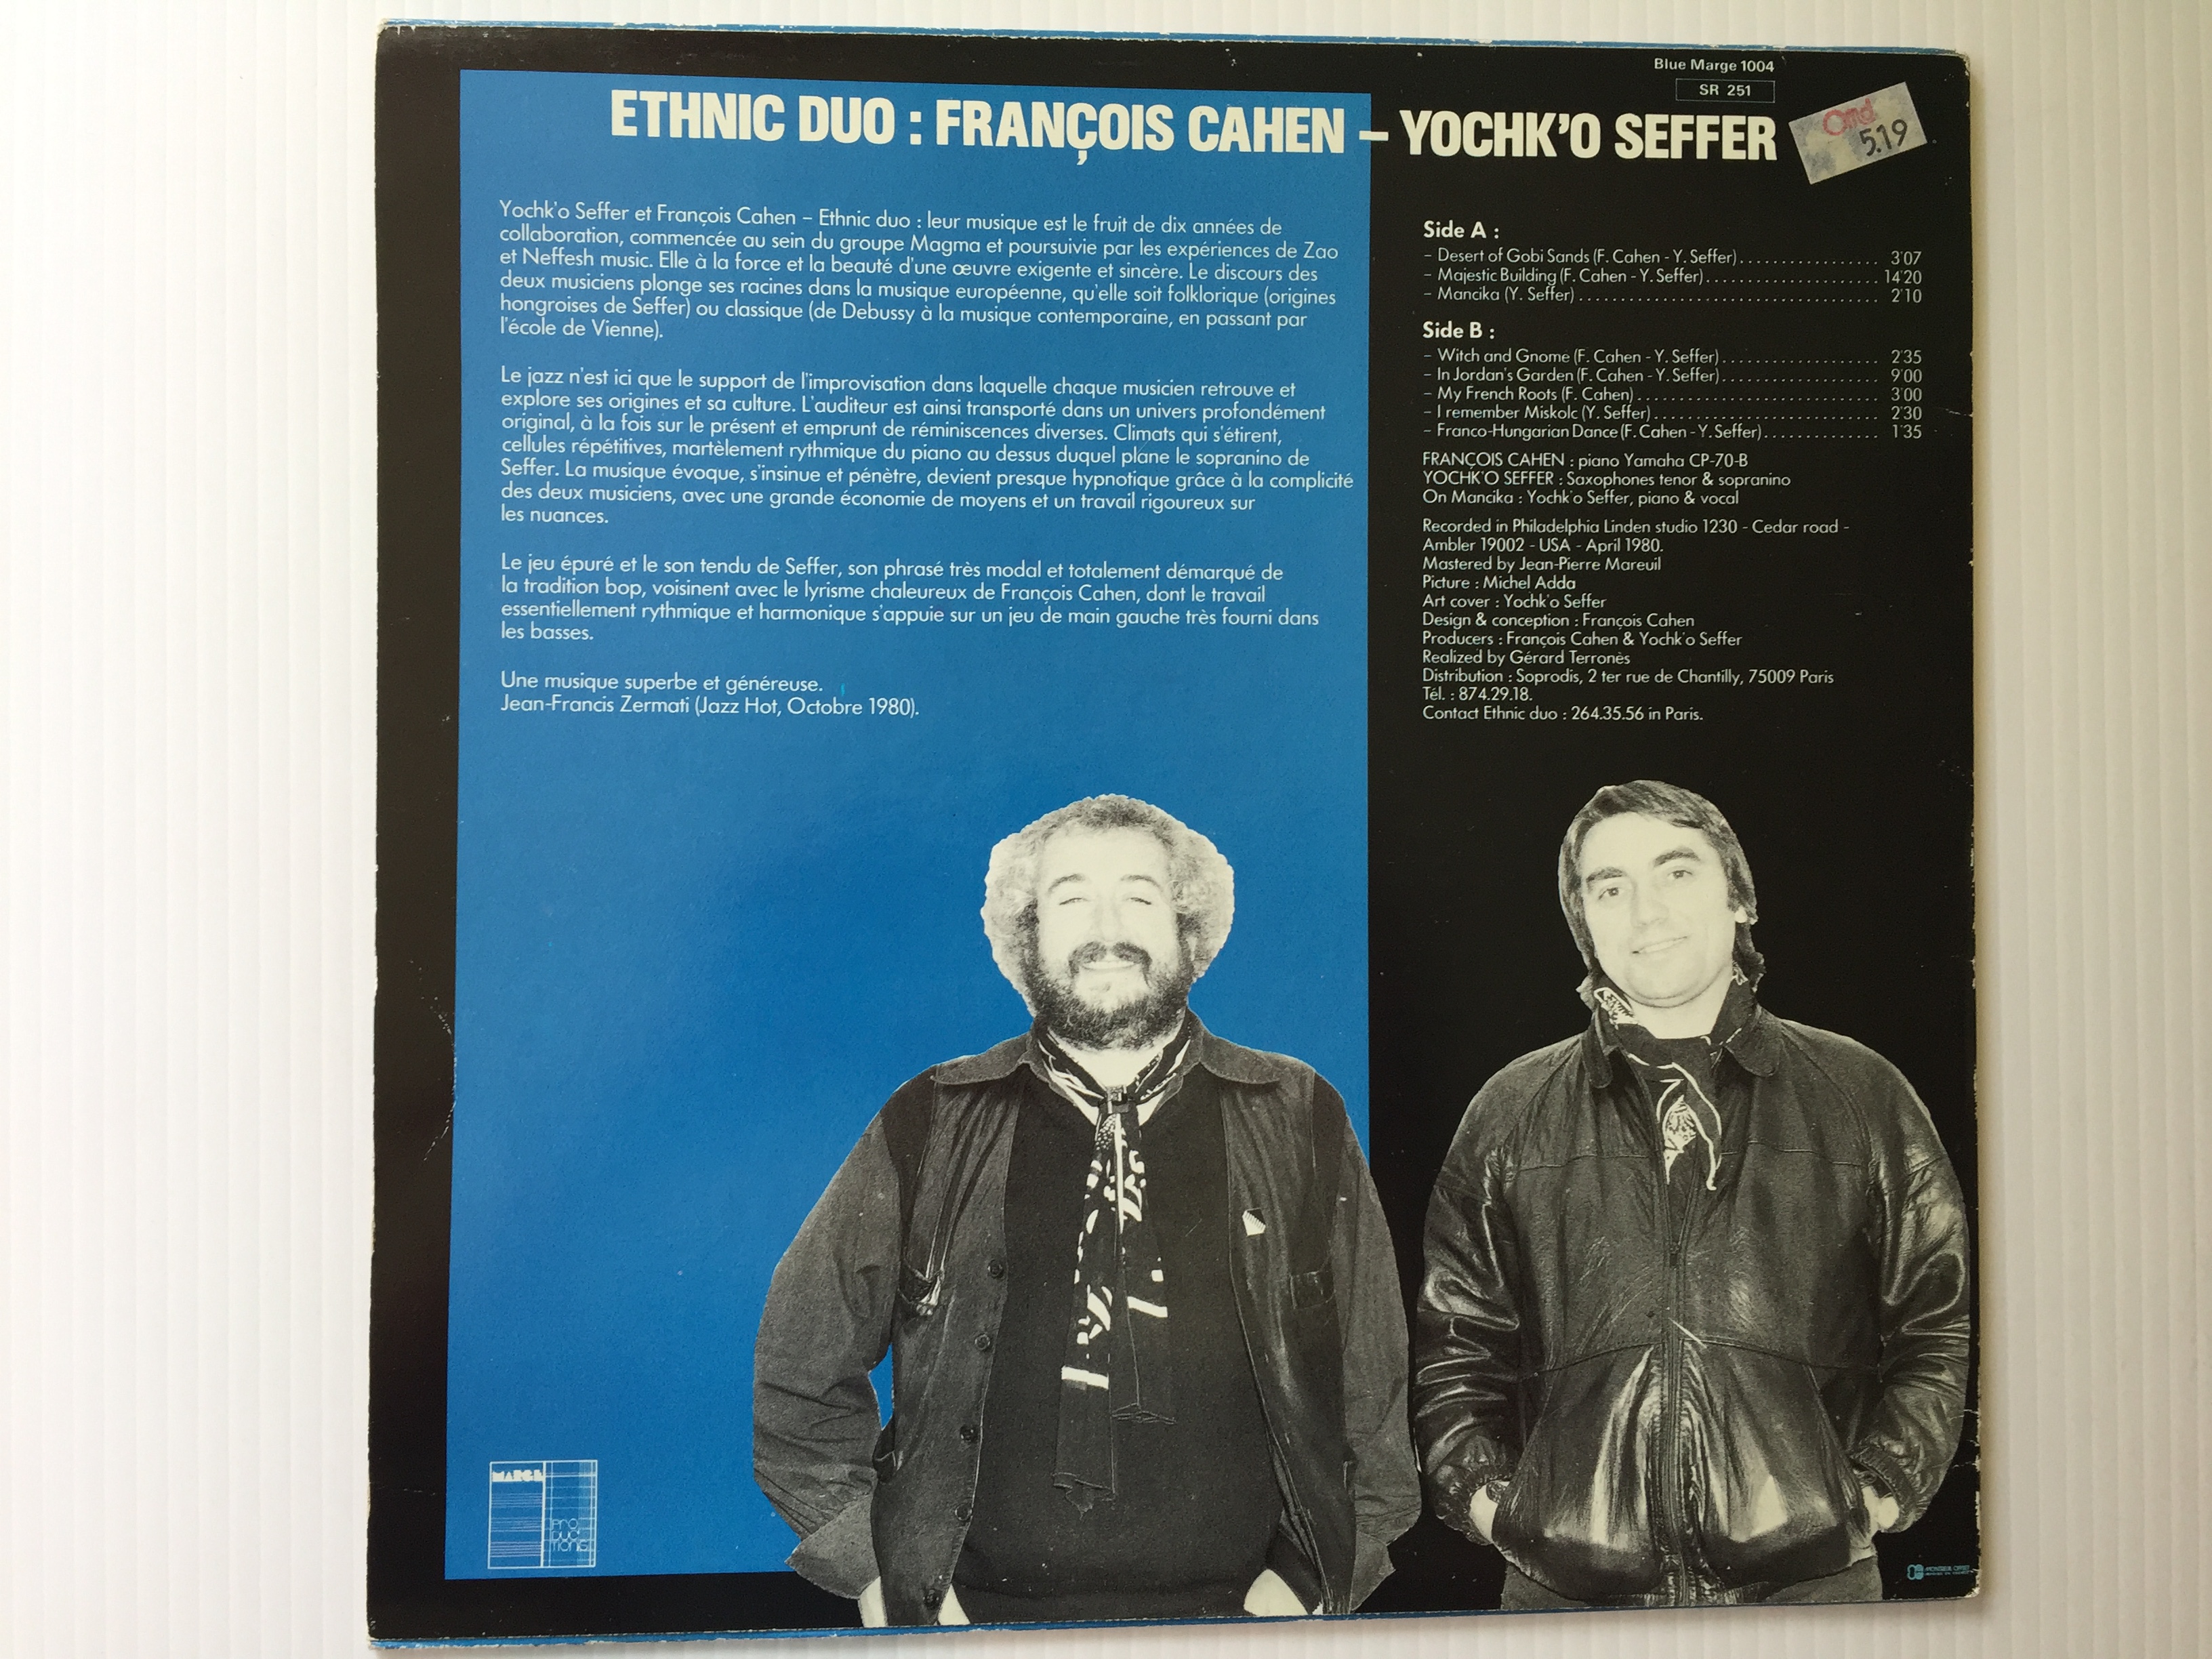 Blue Marge 1004
SR 251
ETHNIC DUO : FRANÇOIS CAHEN – YOCHK'O SEFFER
519
Yochk'o Seffer et François Cahen – Ethnic duo : leur musique est le fruit de dix années de
collaboration, commencée au sein du groupe Magma et poursuivie par les expériences de Zao
et Neffesh music. Elle à la force et la beauté d'une œuvre exigente et sincère. Le discours des
deux musiciens plonge ses racines dans la musique européenne, qu'elle soit folklorique (origines
hongroises de Seffer) ou classique (de Debussy à la musique contemporaine, en passant par
l'école de Vienne).
Le jazz n'est ici que le support de l'improvisation dans laquelle chaque musicien retrouve et
explore ses origines et sa culture. L'auditeur est ainsi transporté dans un univers profondément
original, à la fois sur le présent et emprunt de réminiscences diverses. Climats qui s'étirent,
cellules répétitives, martèlement rythmique du piano au dessus duquel plane le sopranino de
Seffer. La musique évoque, s'insinue et pénètre, devient presque hypnotique grâce à la complicité
des deux musiciens, avec une grande économie de moyens et un travail rigoureux sur
les nuances.
Le jeu épuré et le son tendu de Seffer, son phrasé très modal et totalement démarqué de
la tradition bop, voisinent avec le lyrisme chaleureux de François Cahen, dont le travail
essentiellement rythmique et harmonique s'appuie sur un jeu de main gauche très fourni dans
les basses.
Une musique superbe et généreuse.
Jean-Francis Zermati (Jazz Hot, Octobre 1980).
Side A :
– Desert of Gobi Sands (F. Cahen - Y. Seffer)................. 3'07
– Majestic Building (F. Cahen - Y. Seffer)........................ 14'20
– Mancika (Y. Seffer)......................................... 2'10
Side B :
– Witch and Gnome (F. Cahen - Y. Seffer)...................... 2'35
– In Jordan's Garden (F. Cahen - Y. Seffer)...................... 9'00
– My French Roots (F. Cahen).................................. 3'00
– I remember Miskolc (Y. Seffer)............................... 2'30
– Franco-Hungarian Dance (F. Cahen - Y. Seffer)................ 1'35
FRANÇOIS CAHEN : piano Yamaha CP-70-B
YOCHK'O SEFFER : Saxophones tenor & sopranino
On Mancika : Yochk'o Seffer, piano & vocal
Recorded in Philadelphia Linden studio 1230 - Cedar road -
Ambler 19002 - USA - April 1980.
Mastered by Jean-Pierre Mareuil
Picture : Michel Adda
Art cover : Yochk'o Seffer
Design & conception : François Cahen
Producers : François Cahen & Yochk'o Seffer
Realized by Gérard Terronès
Distribution : Soprodis, 2 ter rue de Chantilly, 75009 Paris
Tél. : 874.29.18.
Contact Ethnic duo : 264.35.56 in Paris.
MARGE
PRO
DUC
TIONS